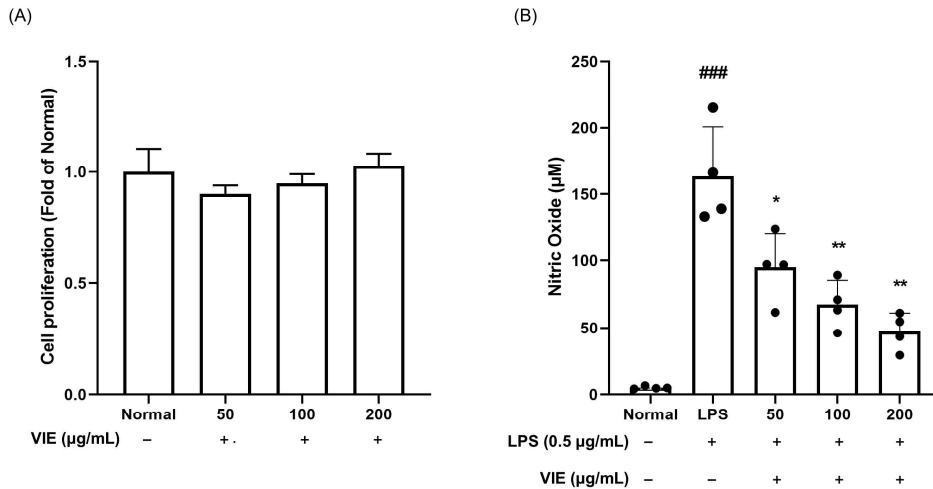 (A)
Cell proliferation (Fold of Normal)
1.5
1.0
0.5
0.0
Normal 50 100 200
VIE (µg/mL) – + . + +
(B)
Nitric Oxide (µM)
250
200
150
100
50
0
###
*
**
**
Normal LPS 50 100 200
LPS (0.5 µg/mL) – + + + +
VIE (µg/mL) – – + + +